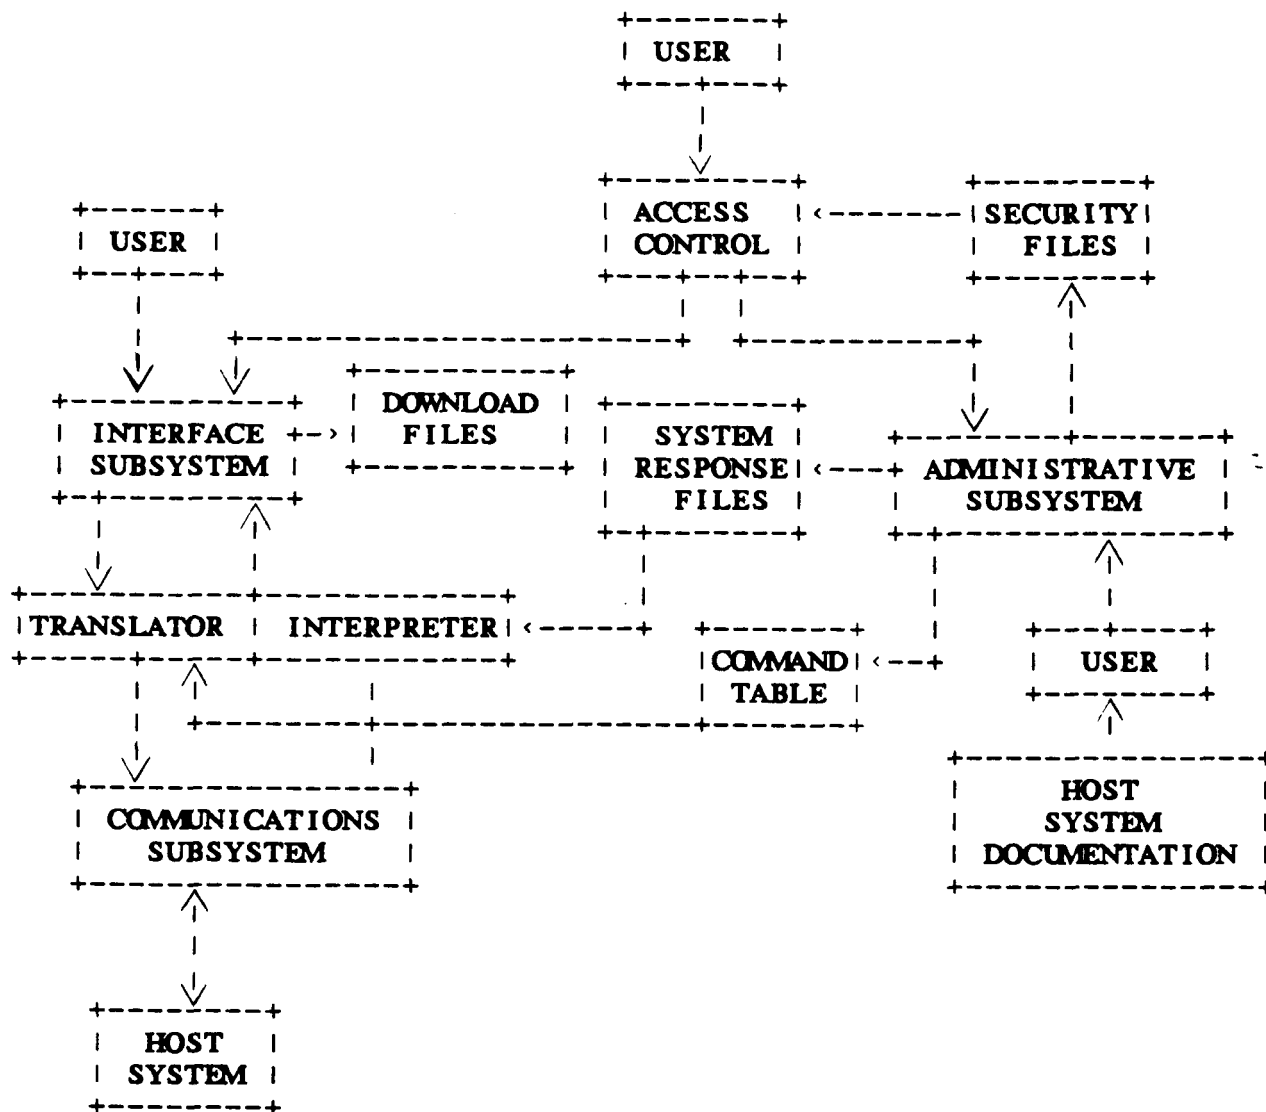 USER
ACCESS
CONTROL
SECURITY
FILES
USER
DOWNLOAD
FILES
INTERFACE
SUBSYSTEM
SYSTEM
RESPONSE
FILES
ADMINISTRATIVE
SUBSYSTEM
TRANSLATOR
INTERPRETER
COMMAND
TABLE
USER
COMMUNICATIONS
SUBSYSTEM
HOST
SYSTEM
DOCUMENTATION
HOST
SYSTEM